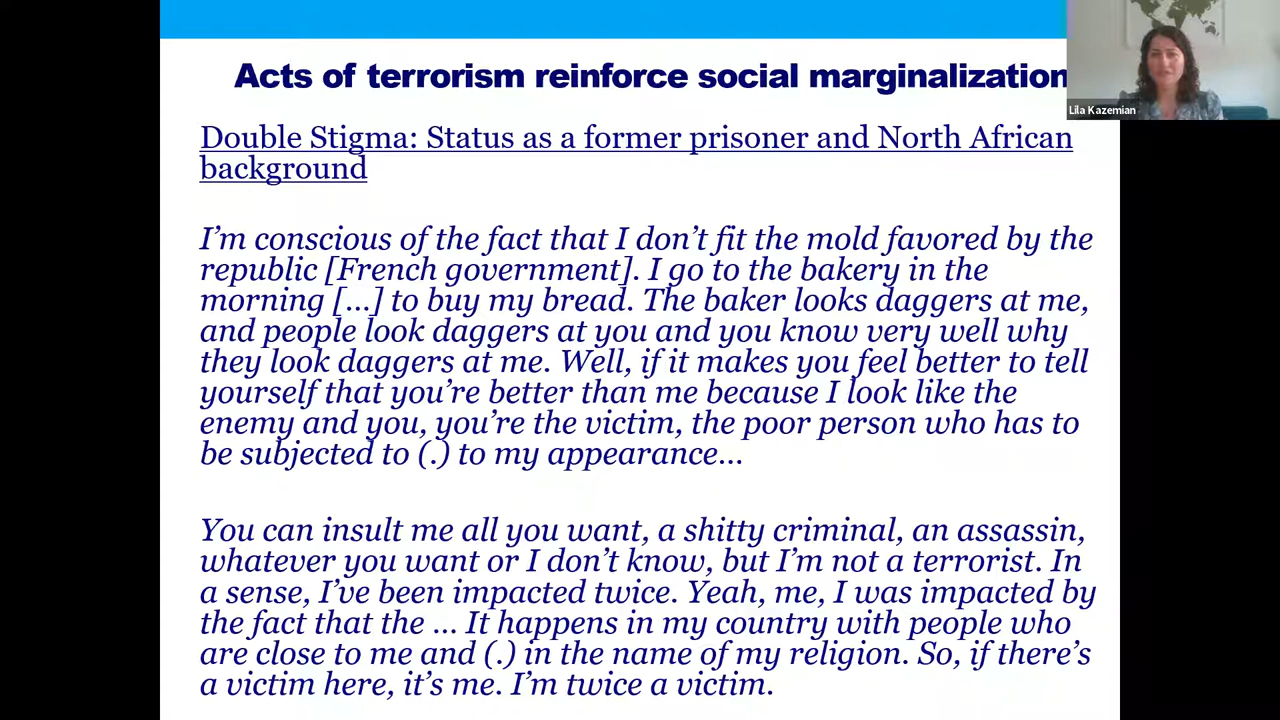 Acts of terrorism reinforce social marginalization
Lila Kazemian
Double Stigma: Status as a former prisoner and North African
background
I’m conscious of the fact that I don’t fit the mold favored by the
republic [French government]. I go to the bakery in the
morning […] to buy my bread. The baker looks daggers at me,
and people look daggers at you and you know very well why
they look daggers at me. Well, if it makes you feel better to tell
yourself that you’re better than me because I look like the
enemy and you, you’re the victim, the poor person who has to
be subjected to (.) to my appearance…
You can insult me all you want, a shitty criminal, an assassin,
whatever you want or I don’t know, but I’m not a terrorist. In
a sense, I’ve been impacted twice. Yeah, me, I was impacted by
the fact that the … It happens in my country with people who
are close to me and (.) in the name of my religion. So, if there’s
a victim here, it’s me. I’m twice a victim.